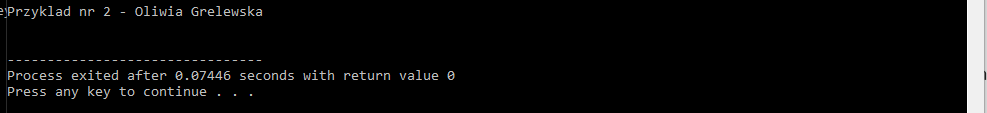 Przyklad nr 2 - Oliwia Grelewska
--------------------------------
Process exited after 0.07446 seconds with return value 0
Press any key to continue . . .